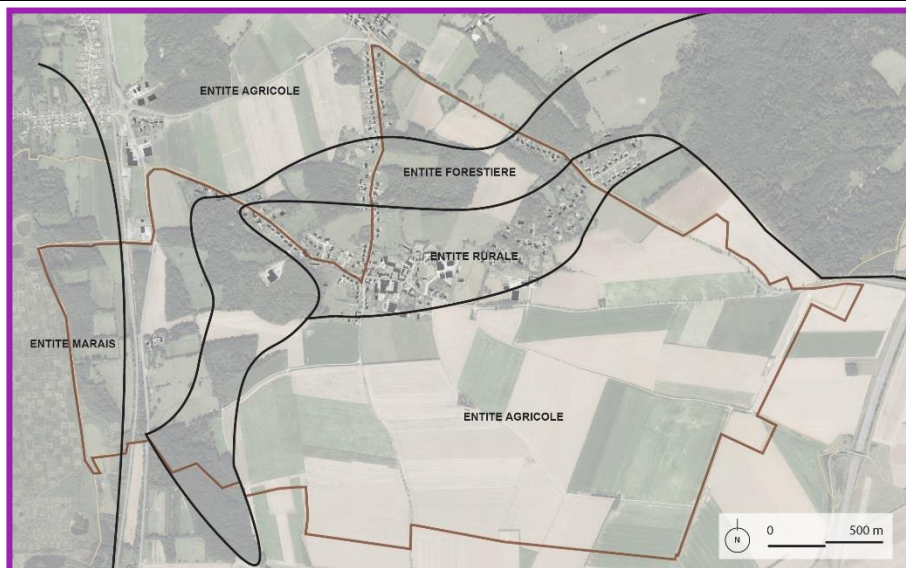 ENTITE AGRICOLE
ENTITE FORESTIERE
ENTITE RURALE
ENTITE MARAIS
ENTITE AGRICOLE
N
0 500 m